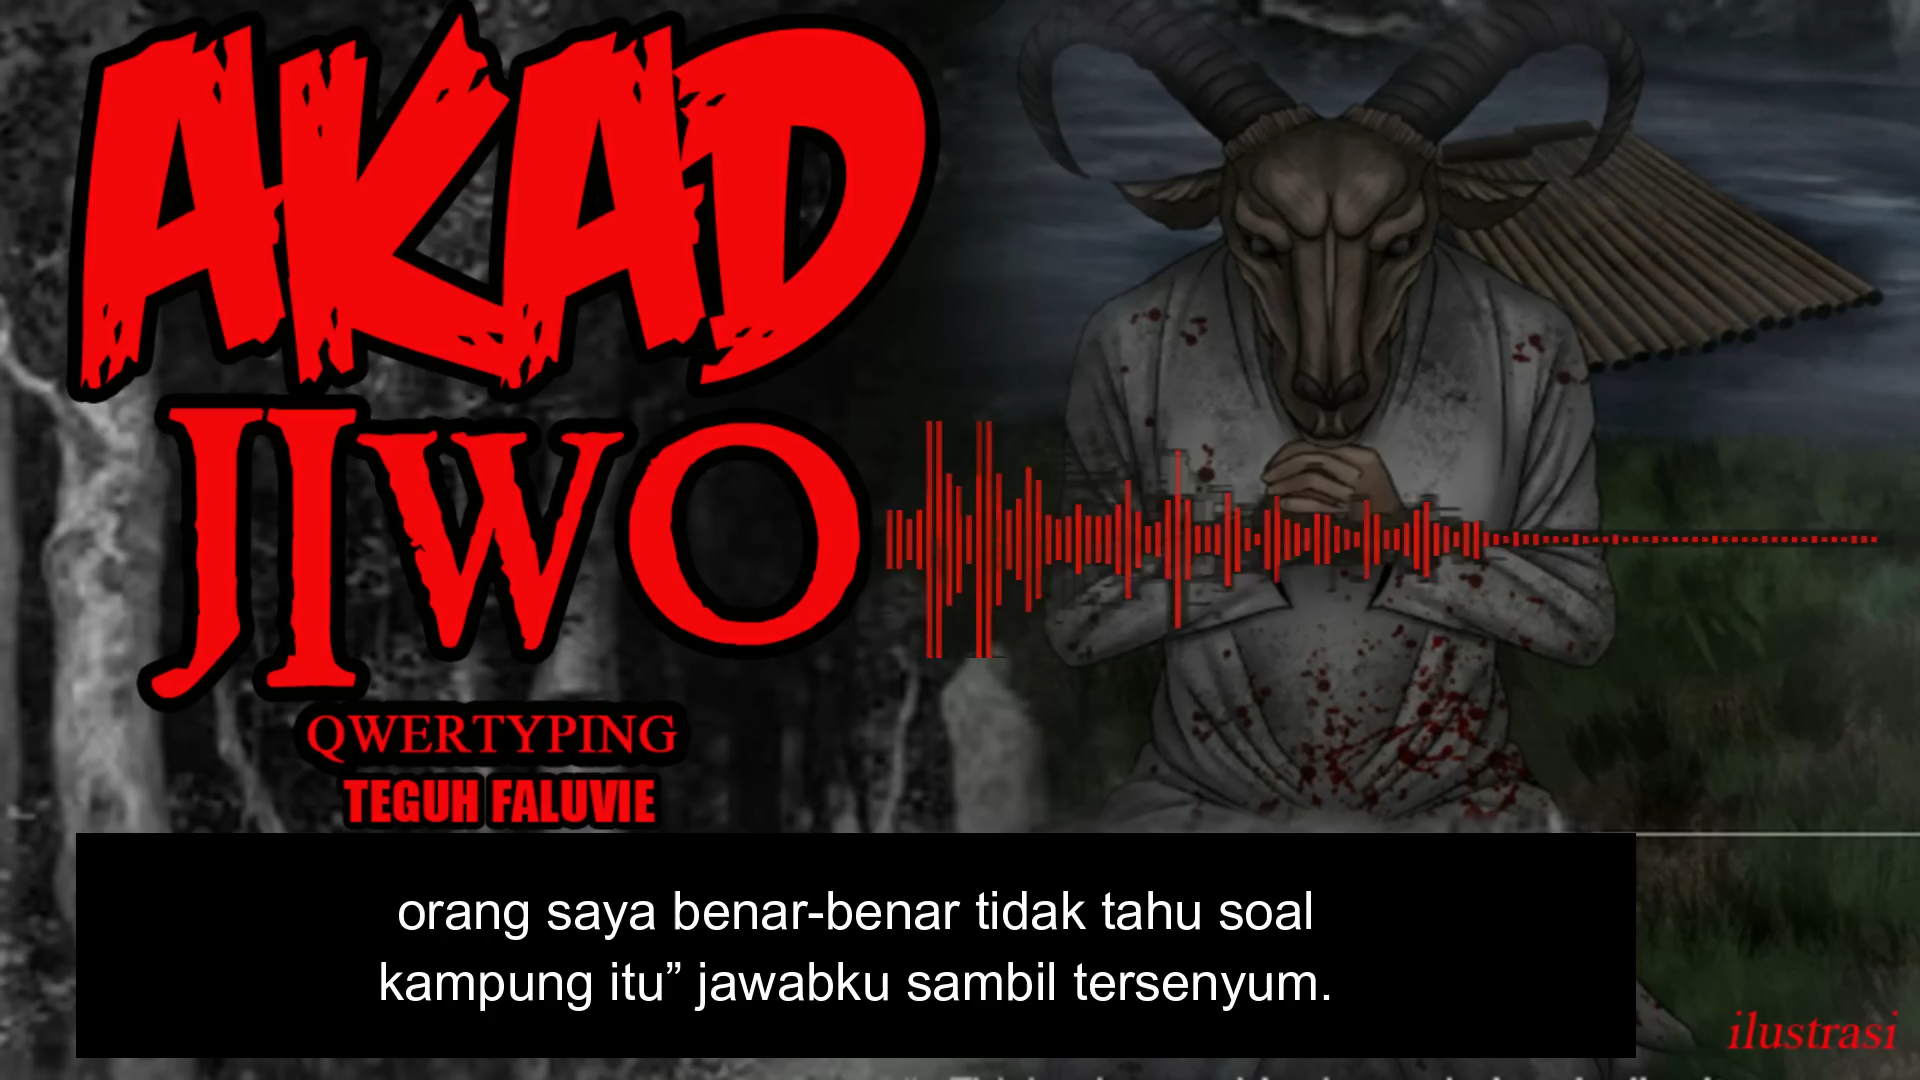 AKAD
JIWO
QWERTYPING
TEGUH FALUVIE
orang saya benar-benar tidak tahu soal
kampung itu” jawabku sambil tersenyum.
ilustrasi